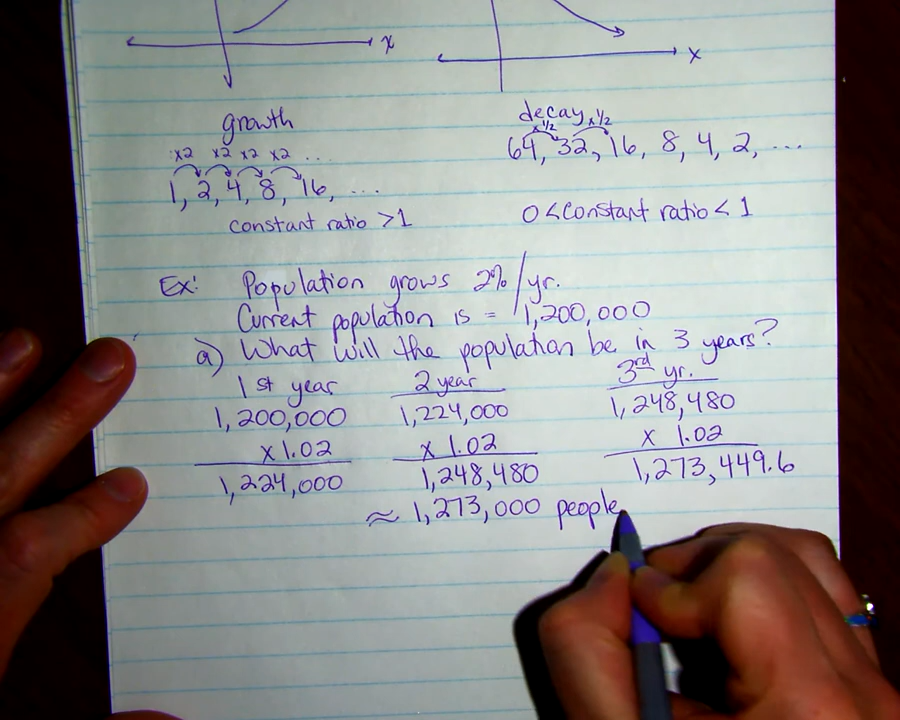 x x
growth decay
x2 x2 x2 x2 ... x½ x½
1, 2, 4, 8, 16, ... 64, 32, 16, 8, 4, 2, ...
constant ratio >1 0 < constant ratio < 1
Ex: Population grows 2%/yr.
Current population is = 1,200,000
a) What will the population be in 3 years?
1st year 2 year 3rd yr.
1,200,000 1,224,000 1,248,480
x 1.02 x 1.02 x 1.02
1,224,000 1,248,480 1,273,449.6
≈ 1,273,000 people